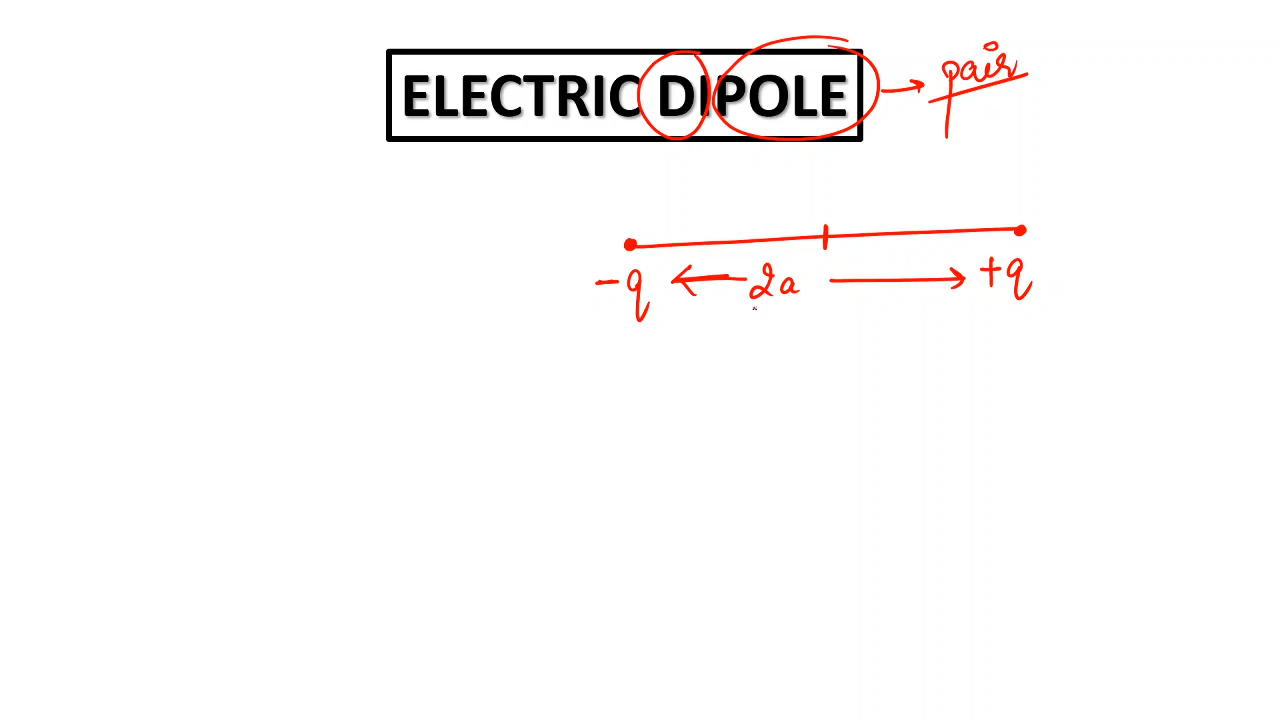 ELECTRIC DIPOLE → pair
-q ← 2a → +q